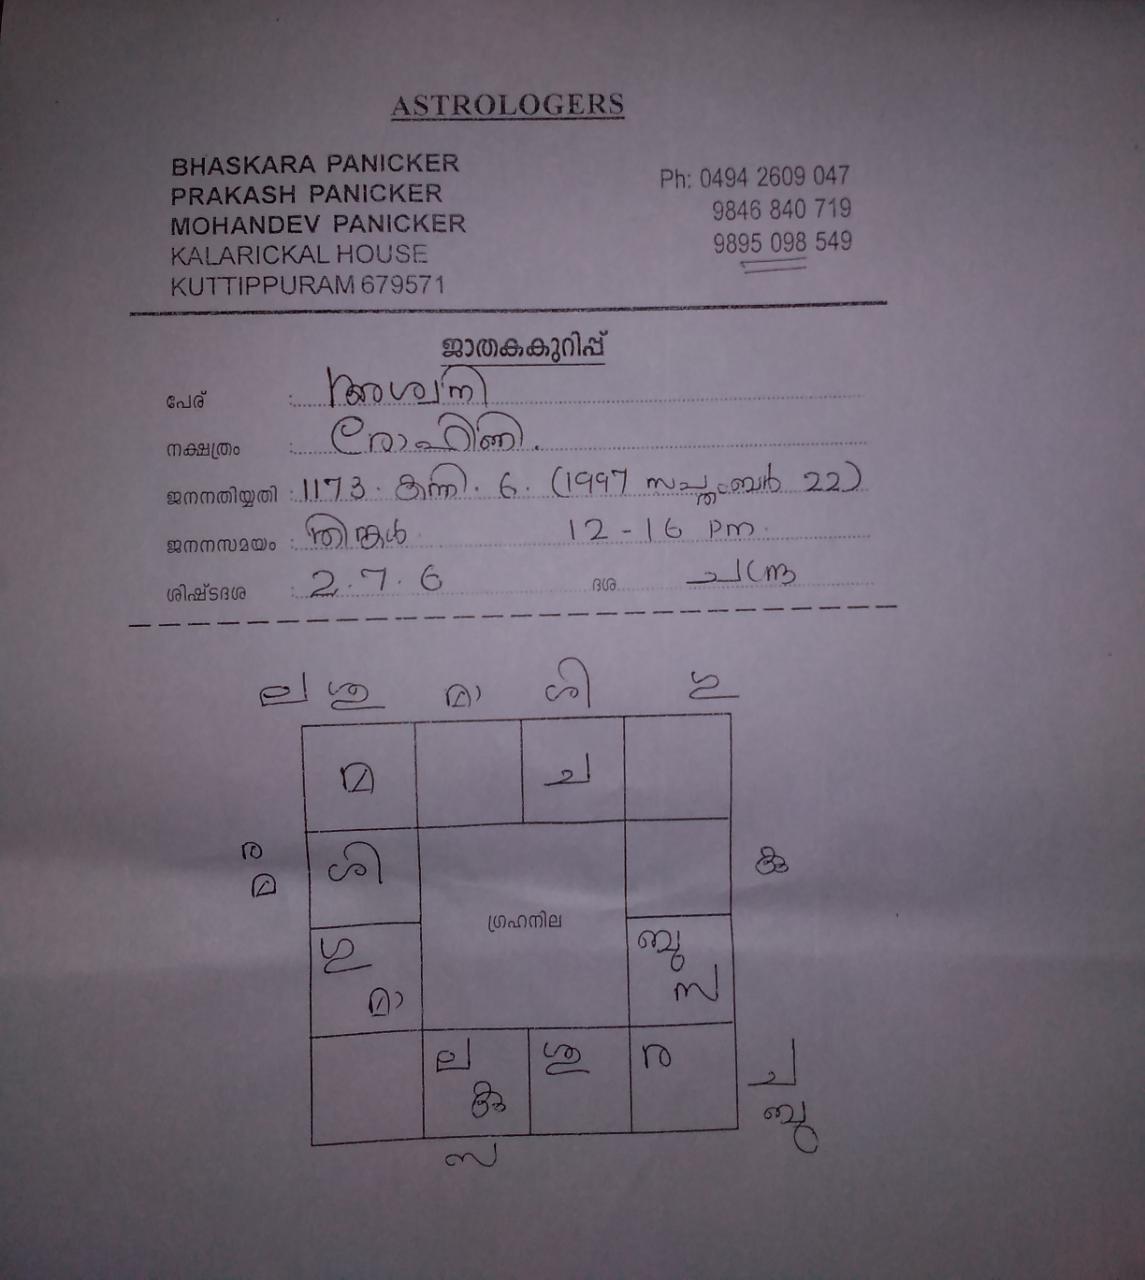 ASTROLOGERS
BHASKARA PANICKER
PRAKASH PANICKER
MOHANDEV PANICKER
KALARICKAL HOUSE
KUTTIPPURAM 679571
Ph: 0494 2609 047
9846 840 719
9895 098 549
ജാതകകുറിപ്പ്
പേര് : അശ്വനി
നക്ഷത്രം : രോഹിണി.
ജനനതിയ്യതി : 1173 കന്നി 6. (1997 സപ്തംബർ 22)
ജനനസമയം : തിങ്കൾ 12-16 pm
ശിഷ്ടദശ : 2.7.6 ദശ ചന്ദ്ര
ല ശു മാ ശി ഗു
മ ച
ര
മ
ശി
കു
ഗ്രഹനില
ഗു
മാ
ബു
സ
ല
കു
ശു ര
ച
ബു
സ